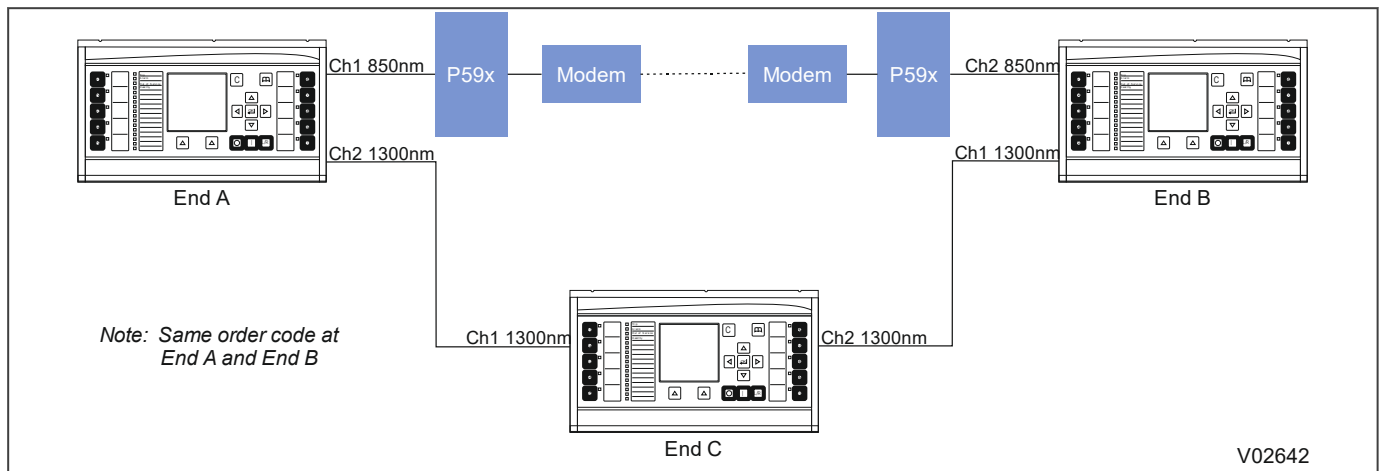 Ch1 850nm
P59x
Modem
Modem
P59x
Ch2 850nm
C
C
Ch2 1300nm
Ch1 1300nm
End A
End B
Note: Same order code at
End A and End B
Ch1 1300nm
C
Ch2 1300nm
End C
V02642